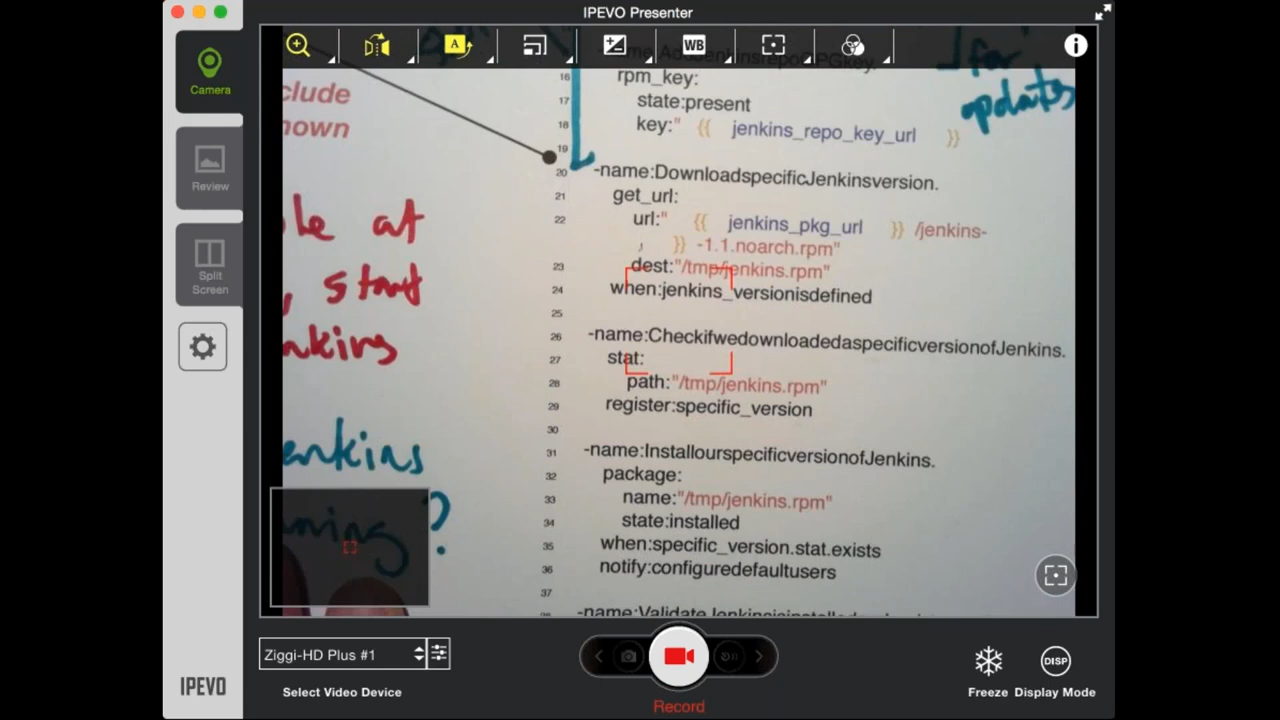 IPEVO Presenter
Camera
Review
Split
Screen
A
WB
for
updates
clude
nown
le at
start
nkins
enkins
ning?
16 rpm_key:
17 state:present
18 key:" {{ jenkins_repo_key_url }}
19
20 -name:DownloadspecificJenkinsversion.
21 get_url:
22 url:" {{ jenkins_pkg_url }} /jenkins-
}} -1.1.noarch.rpm"
23 dest:"/tmp/jenkins.rpm"
24 when:jenkins_versionisdefined
25
26 -name:CheckifwedownloadedaspecificversionofJenkins.
27 stat:
28 path:"/tmp/jenkins.rpm"
29 register:specific_version
30
31 -name:InstallourspecificversionofJenkins.
32 package:
33 name:"/tmp/jenkins.rpm"
34 state:installed
35 when:specific_version.stat.exists
36 notify:configuredefaultusers
37
Ziggi-HD Plus #1
Select Video Device
IPEVO
Record
Freeze
DISP
Display Mode